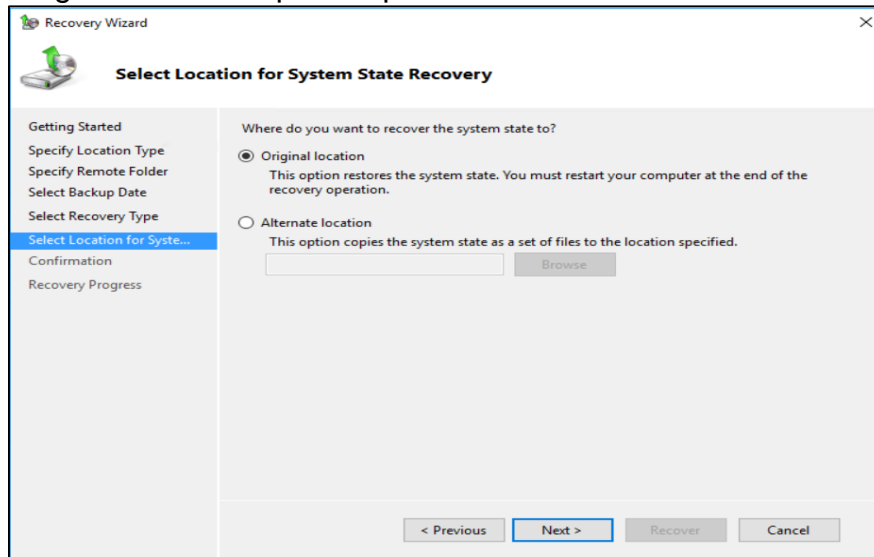 Recovery Wizard
Select Location for System State Recovery
Getting Started
Specify Location Type
Specify Remote Folder
Select Backup Date
Select Recovery Type
Select Location for Syste...
Confirmation
Recovery Progress
Where do you want to recover the system state to?
Original location
This option restores the system state. You must restart your computer at the end of the
recovery operation.
Alternate location
This option copies the system state as a set of files to the location specified.
Browse
< Previous
Next >
Recover
Cancel